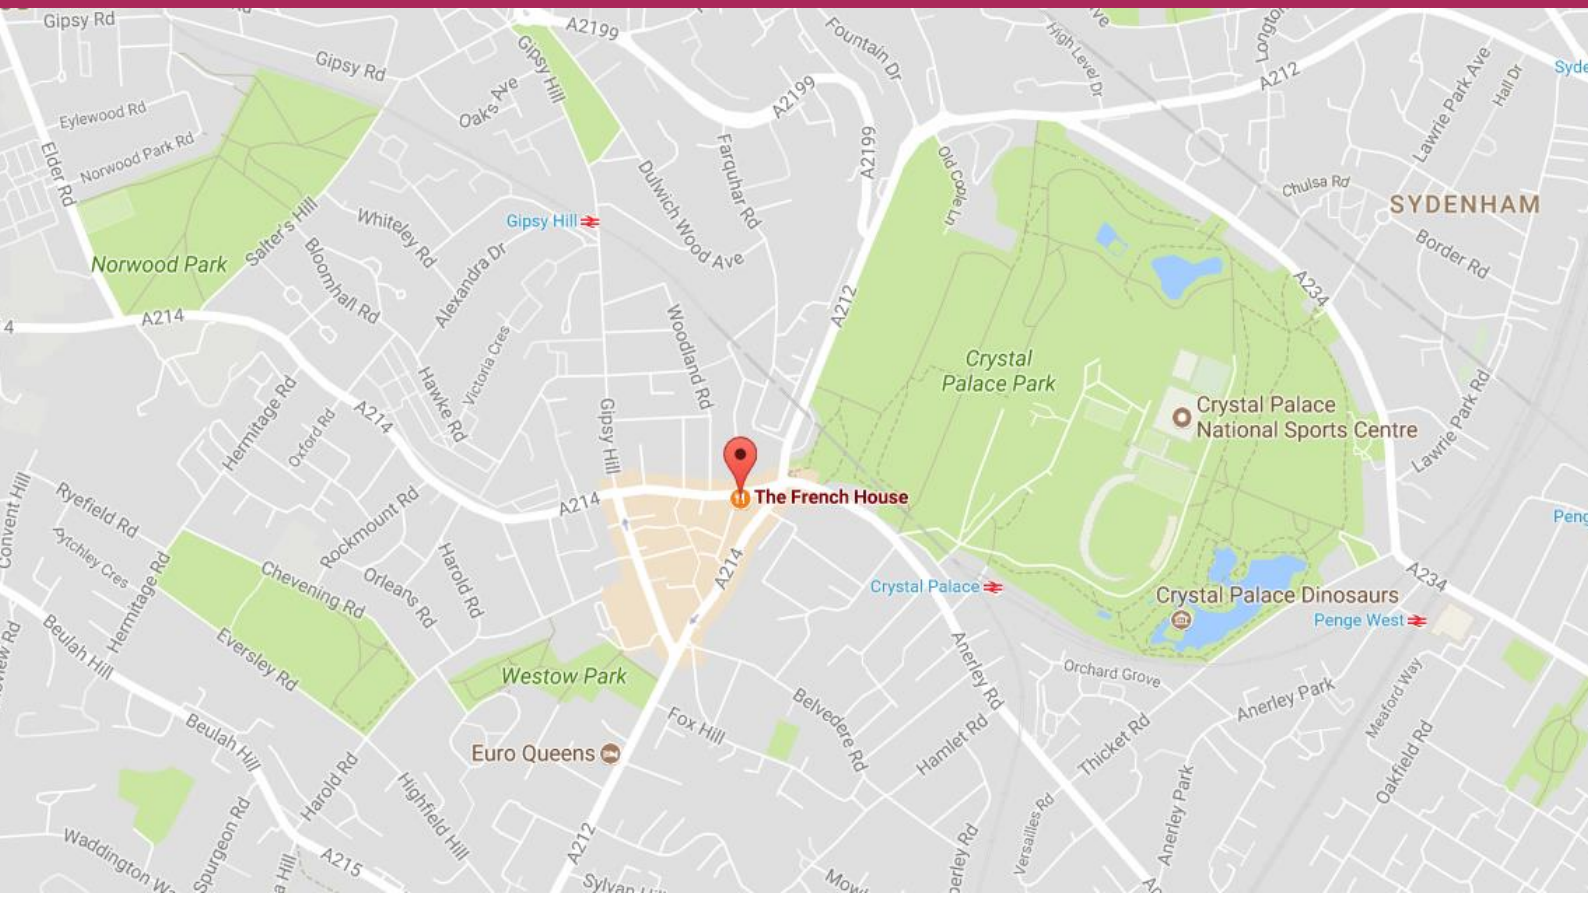 Gipsy Rd
A2199
Fountain Dr
High Level Dr
A212
Lawrie Park Ave
Hall Dr
Gipsy Rd
Gipsy Hill
Oaks Ave
A2199
Eylewood Rd
Elder Rd
Norwood Park Rd
A2199
Farquhar Rd
Old Cople Ln
Dulwich Wood Ave
Chulsa Rd
SYDENHAM
Gipsy Hill
Whiteley Rd
Salter's Hill
Border Rd
Norwood Park
Bloomhall Rd
Alexandra Dr
A234
A212
A214
4
Woodland Rd
Victoria Cres
Crystal
Palace Park
Hawke Rd
Hermitage Rd
Oxford Rd
A214
Gipsy Hill
Crystal Palace
National Sports Centre
Lawrie Park Rd
The French House
A214
Convent Hill
Ryefield Rd
Rockmount Rd
Pytchley Cres
Hermitage Rd
Chevening Rd
Orleans Rd
Harold Rd
A214
Crystal Palace
Crystal Palace Dinosaurs
A234
Penge West
Beulah Hill
Eversley Rd
Westow Park
Anerley Rd
Orchard Grove
Anerley Park
Meaford Way
Fox Hill
Belvedere Rd
Hamlet Rd
Thicket Rd
Beulah Hill
Euro Queens
Harold Rd
Highfield Hill
Oakfield Rd
Anerley Park
Versailles Rd
Spurgeon Rd
Waddington W
A215
A212
Sylvan